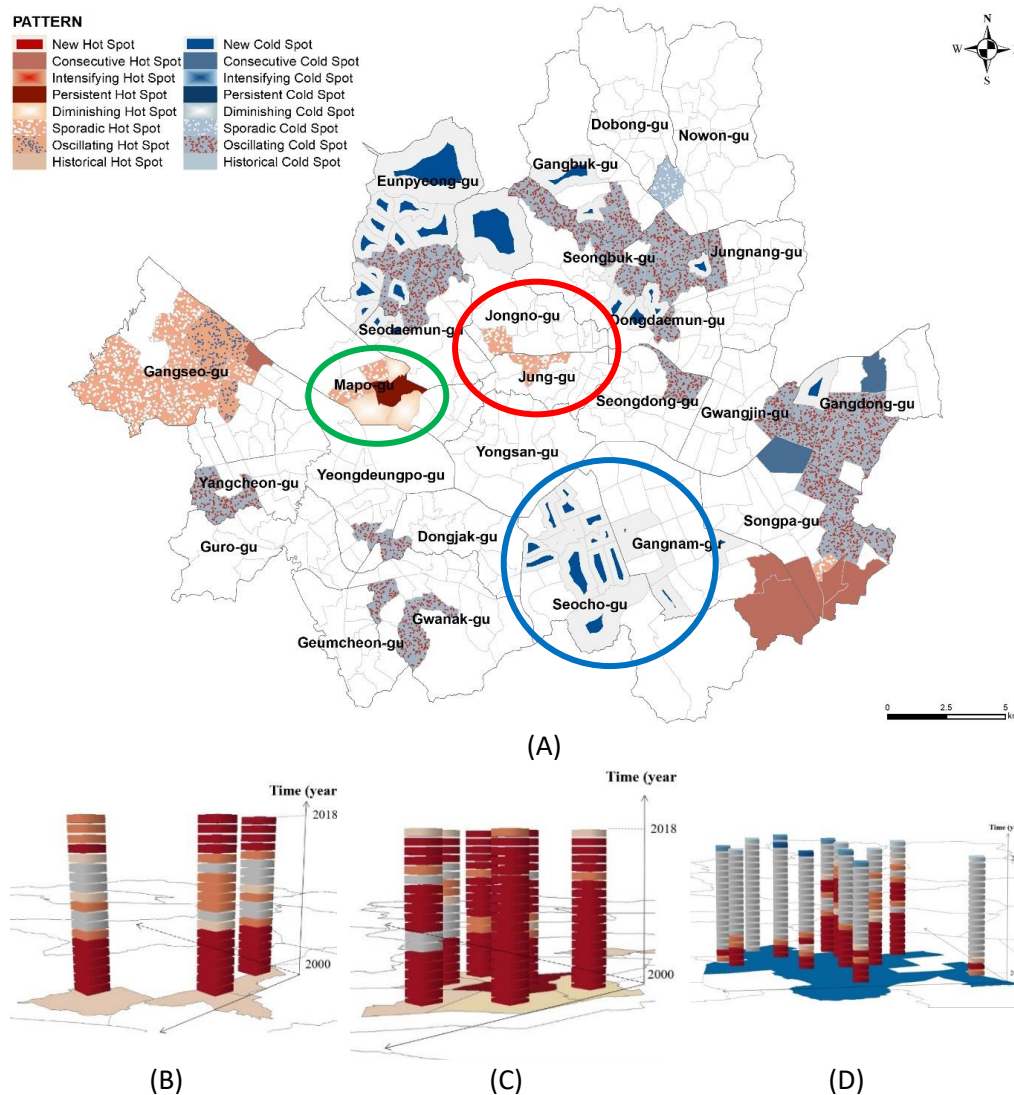 PATTERN
New Hot Spot
Consecutive Hot Spot
Intensifying Hot Spot
Persistent Hot Spot
Diminishing Hot Spot
Sporadic Hot Spot
Oscillating Hot Spot
Historical Hot Spot
New Cold Spot
Consecutive Cold Spot
Intensifying Cold Spot
Persistent Cold Spot
Diminishing Cold Spot
Sporadic Cold Spot
Oscillating Cold Spot
Historical Cold Spot
N
W
S
Dobong-gu
Nowon-gu
Gangbuk-gu
Eunpyeong-gu
Seongbuk-gu
Jungnang-gu
Jongno-gu
Dongdaemun-gu
Seodaemun-gu
Gangseo-gu
Mapo-gu
Jung-gu
Seongdong-gu
Gwangjin-gu
Gangdong-gu
Yongsan-gu
Yangcheon-gu
Yeongdeungpo-gu
Songpa-gu
Dongjak-gu
Gangnam-gu
Guro-gu
Seocho-gu
Gwanak-gu
Geumcheon-gu
0 2.5 5
(A)
Time (year
2018
2000
Time (year
2018
2000
(B)
(C)
(D)